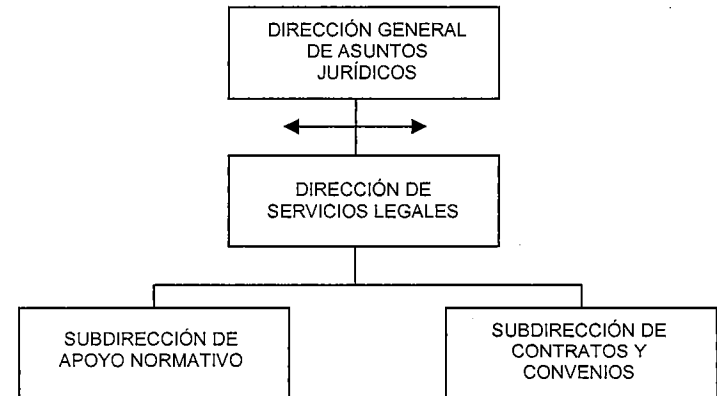 DIRECCIÓN GENERAL
DE ASUNTOS
JURÍDICOS
DIRECCIÓN DE
SERVICIOS LEGALES
SUBDIRECCIÓN DE
APOYO NORMATIVO
SUBDIRECCIÓN DE
CONTRATOS Y
CONVENIOS